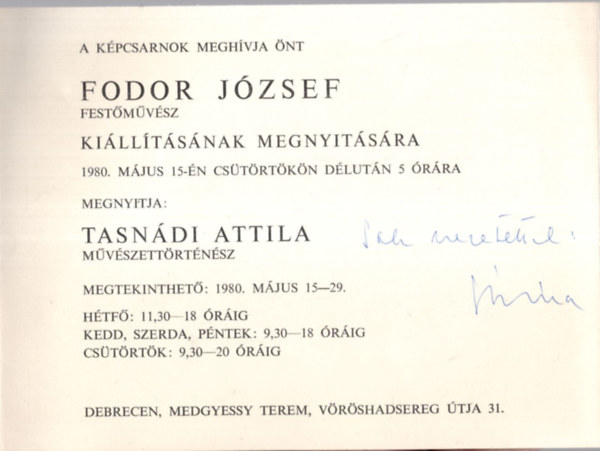 A KÉPCSARNOK MEGHÍVJA ÖNT
FODOR JÓZSEF
FESTŐMŰVÉSZ
KIÁLLÍTÁSÁNAK MEGNYITÁSÁRA
1980. MÁJUS 15-ÉN CSÜTÖRTÖKÖN DÉLUTÁN 5 ÓRÁRA
MEGNYITJA:
TASNÁDI ATTILA
MŰVÉSZETTÖRTÉNÉSZ
Sok szeretettel:
MEGTEKINTHETŐ: 1980. MÁJUS 15—29.
HÉTFŐ: 11,30—18 ÓRÁIG
KEDD, SZERDA, PÉNTEK: 9,30—18 ÓRÁIG
CSÜTÖRTÖK: 9,30—20 ÓRÁIG
DEBRECEN, MEDGYESSY TEREM, VÖRÖSHADSEREG ÚTJA 31.